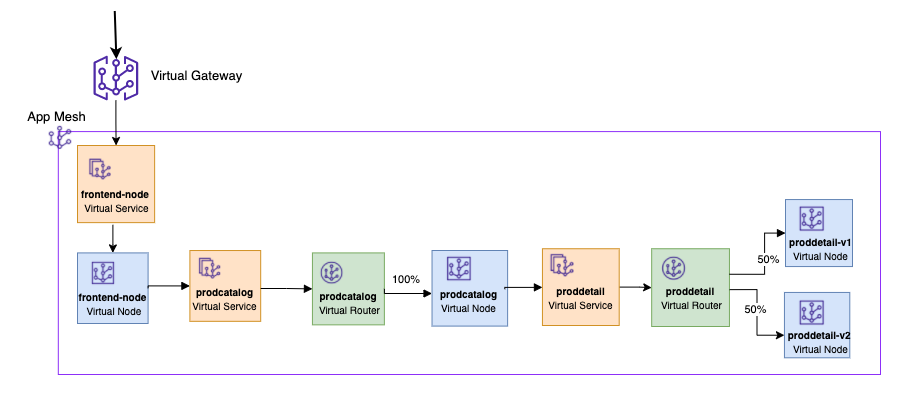 Virtual Gateway
App Mesh
frontend-node
Virtual Service
frontend-node
Virtual Node
prodcatalog
Virtual Service
prodcatalog
Virtual Router
100%
prodcatalog
Virtual Node
proddetail
Virtual Service
proddetail
Virtual Router
50%
proddetail-v1
Virtual Node
50%
proddetail-v2
Virtual Node